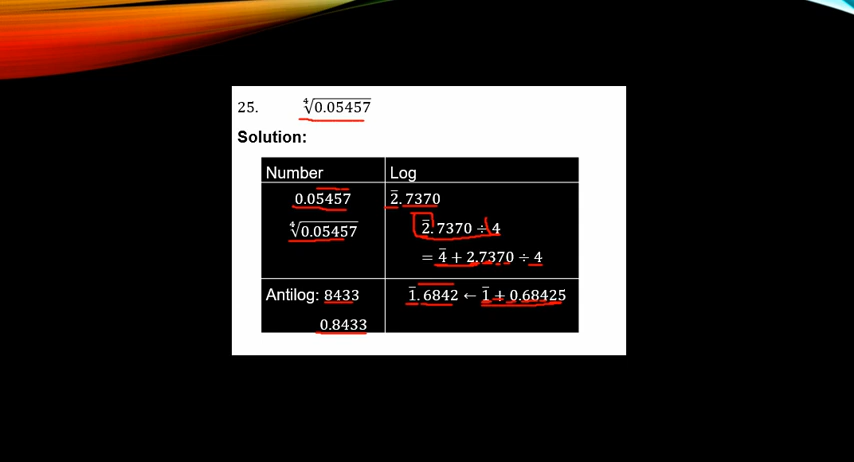 25. ∜0.05457
Solution:
Number Log
0.05457 2̅.7370
∜0.05457 2̅.7370 ÷ 4
= 4̅ + 2.7370 ÷ 4
Antilog: 8433 1̅.6842 ← 1̅ + 0.68425
0.8433